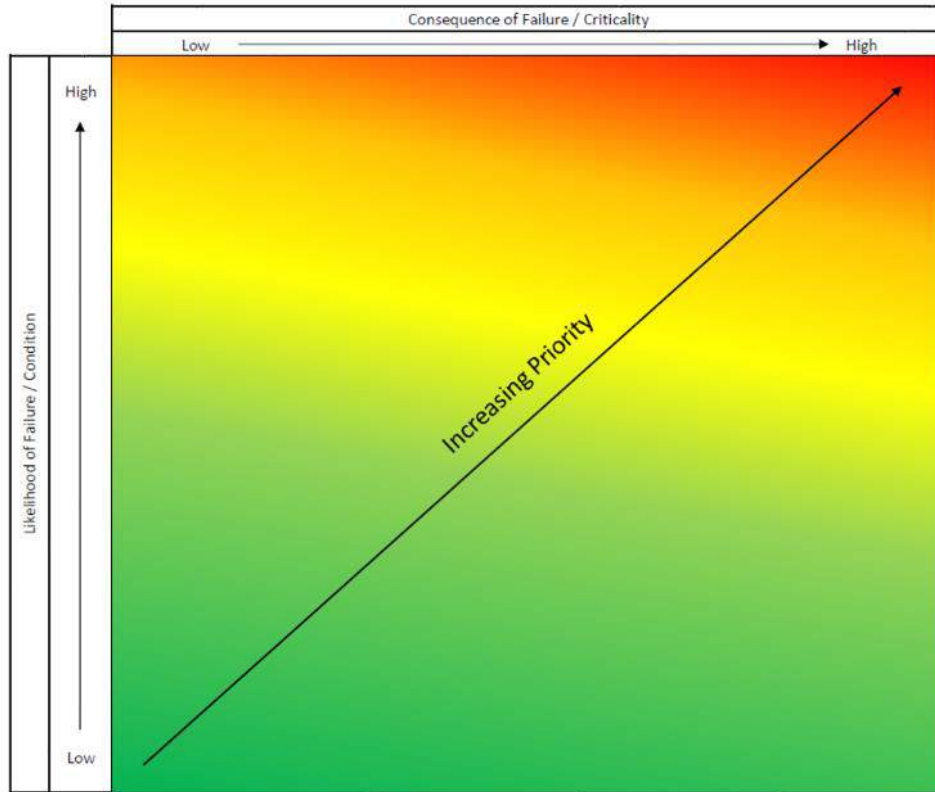 Consequence of Failure / Criticality
Low
High
High
Likelihood of Failure / Condition
Increasing Priority
Low